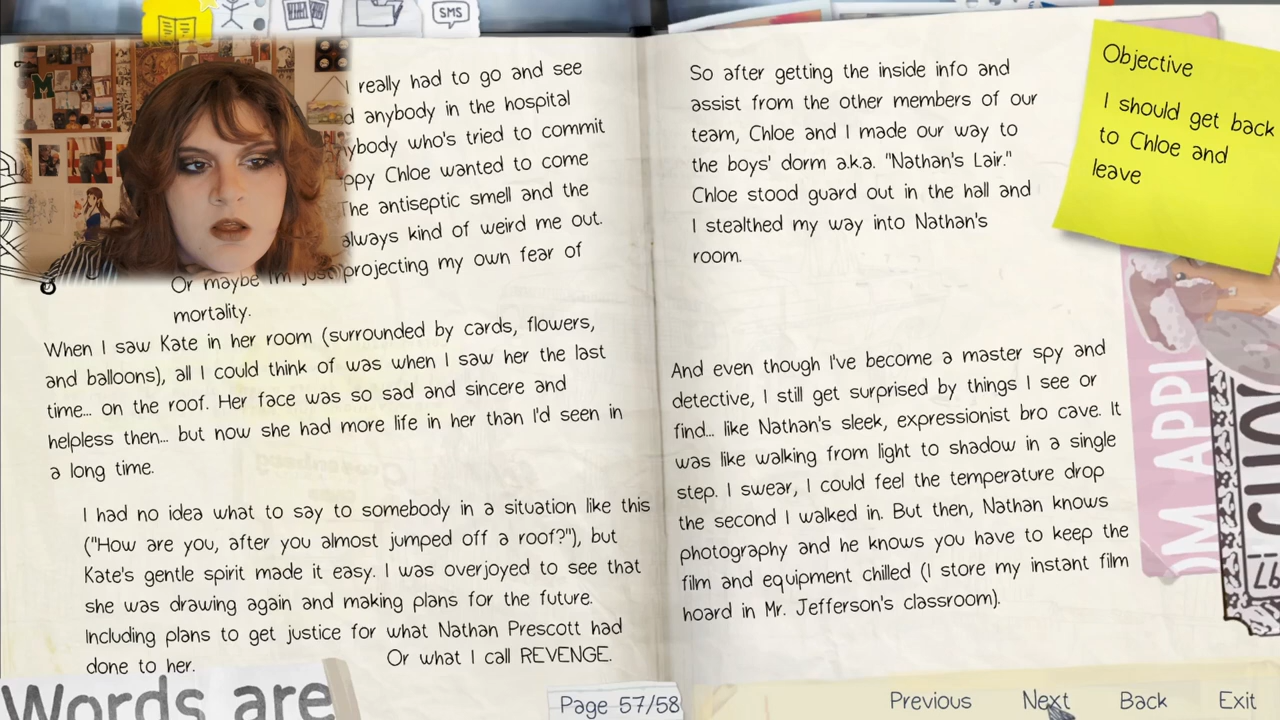 SMS
I really had to go and see
anybody in the hospital
who's tried to commit
Chloe wanted to come
The antiseptic smell and the
always kind of weird me out.
Or maybe I'm just projecting my own fear of
mortality.
When I saw Kate in her room (surrounded by cards, flowers,
and balloons), all I could think of was when I saw her the last
time... on the roof. Her face was so sad and sincere and
helpless then... but now she had more life in her than I'd seen in
a long time.
I had no idea what to say to somebody in a situation like this
("How are you, after you almost jumped off a roof?"), but
Kate's gentle spirit made it easy. I was overjoyed to see that
she was drawing again and making plans for the future.
Including plans to get justice for what Nathan Prescott had
done to her.
Or what I call REVENGE.
Words are
Page 57/58
So after getting the inside info and
assist from the other members of our
team, Chloe and I made our way to
the boys' dorm a.k.a. "Nathan's Lair."
Chloe stood guard out in the hall and
I stealthed my way into Nathan's
room.
And even though I've become a master spy and
detective, I still get surprised by things I see or
find... like Nathan's sleek, expressionist bro cave. It
was like walking from light to shadow in a single
step. I swear, I could feel the temperature drop
the second I walked in. But then, Nathan knows
photography and he knows you have to keep the
film and equipment chilled (I store my instant film
hoard in Mr. Jefferson's classroom).
Objective
I should get back
to Chloe and
leave
Previous Next Back Exit